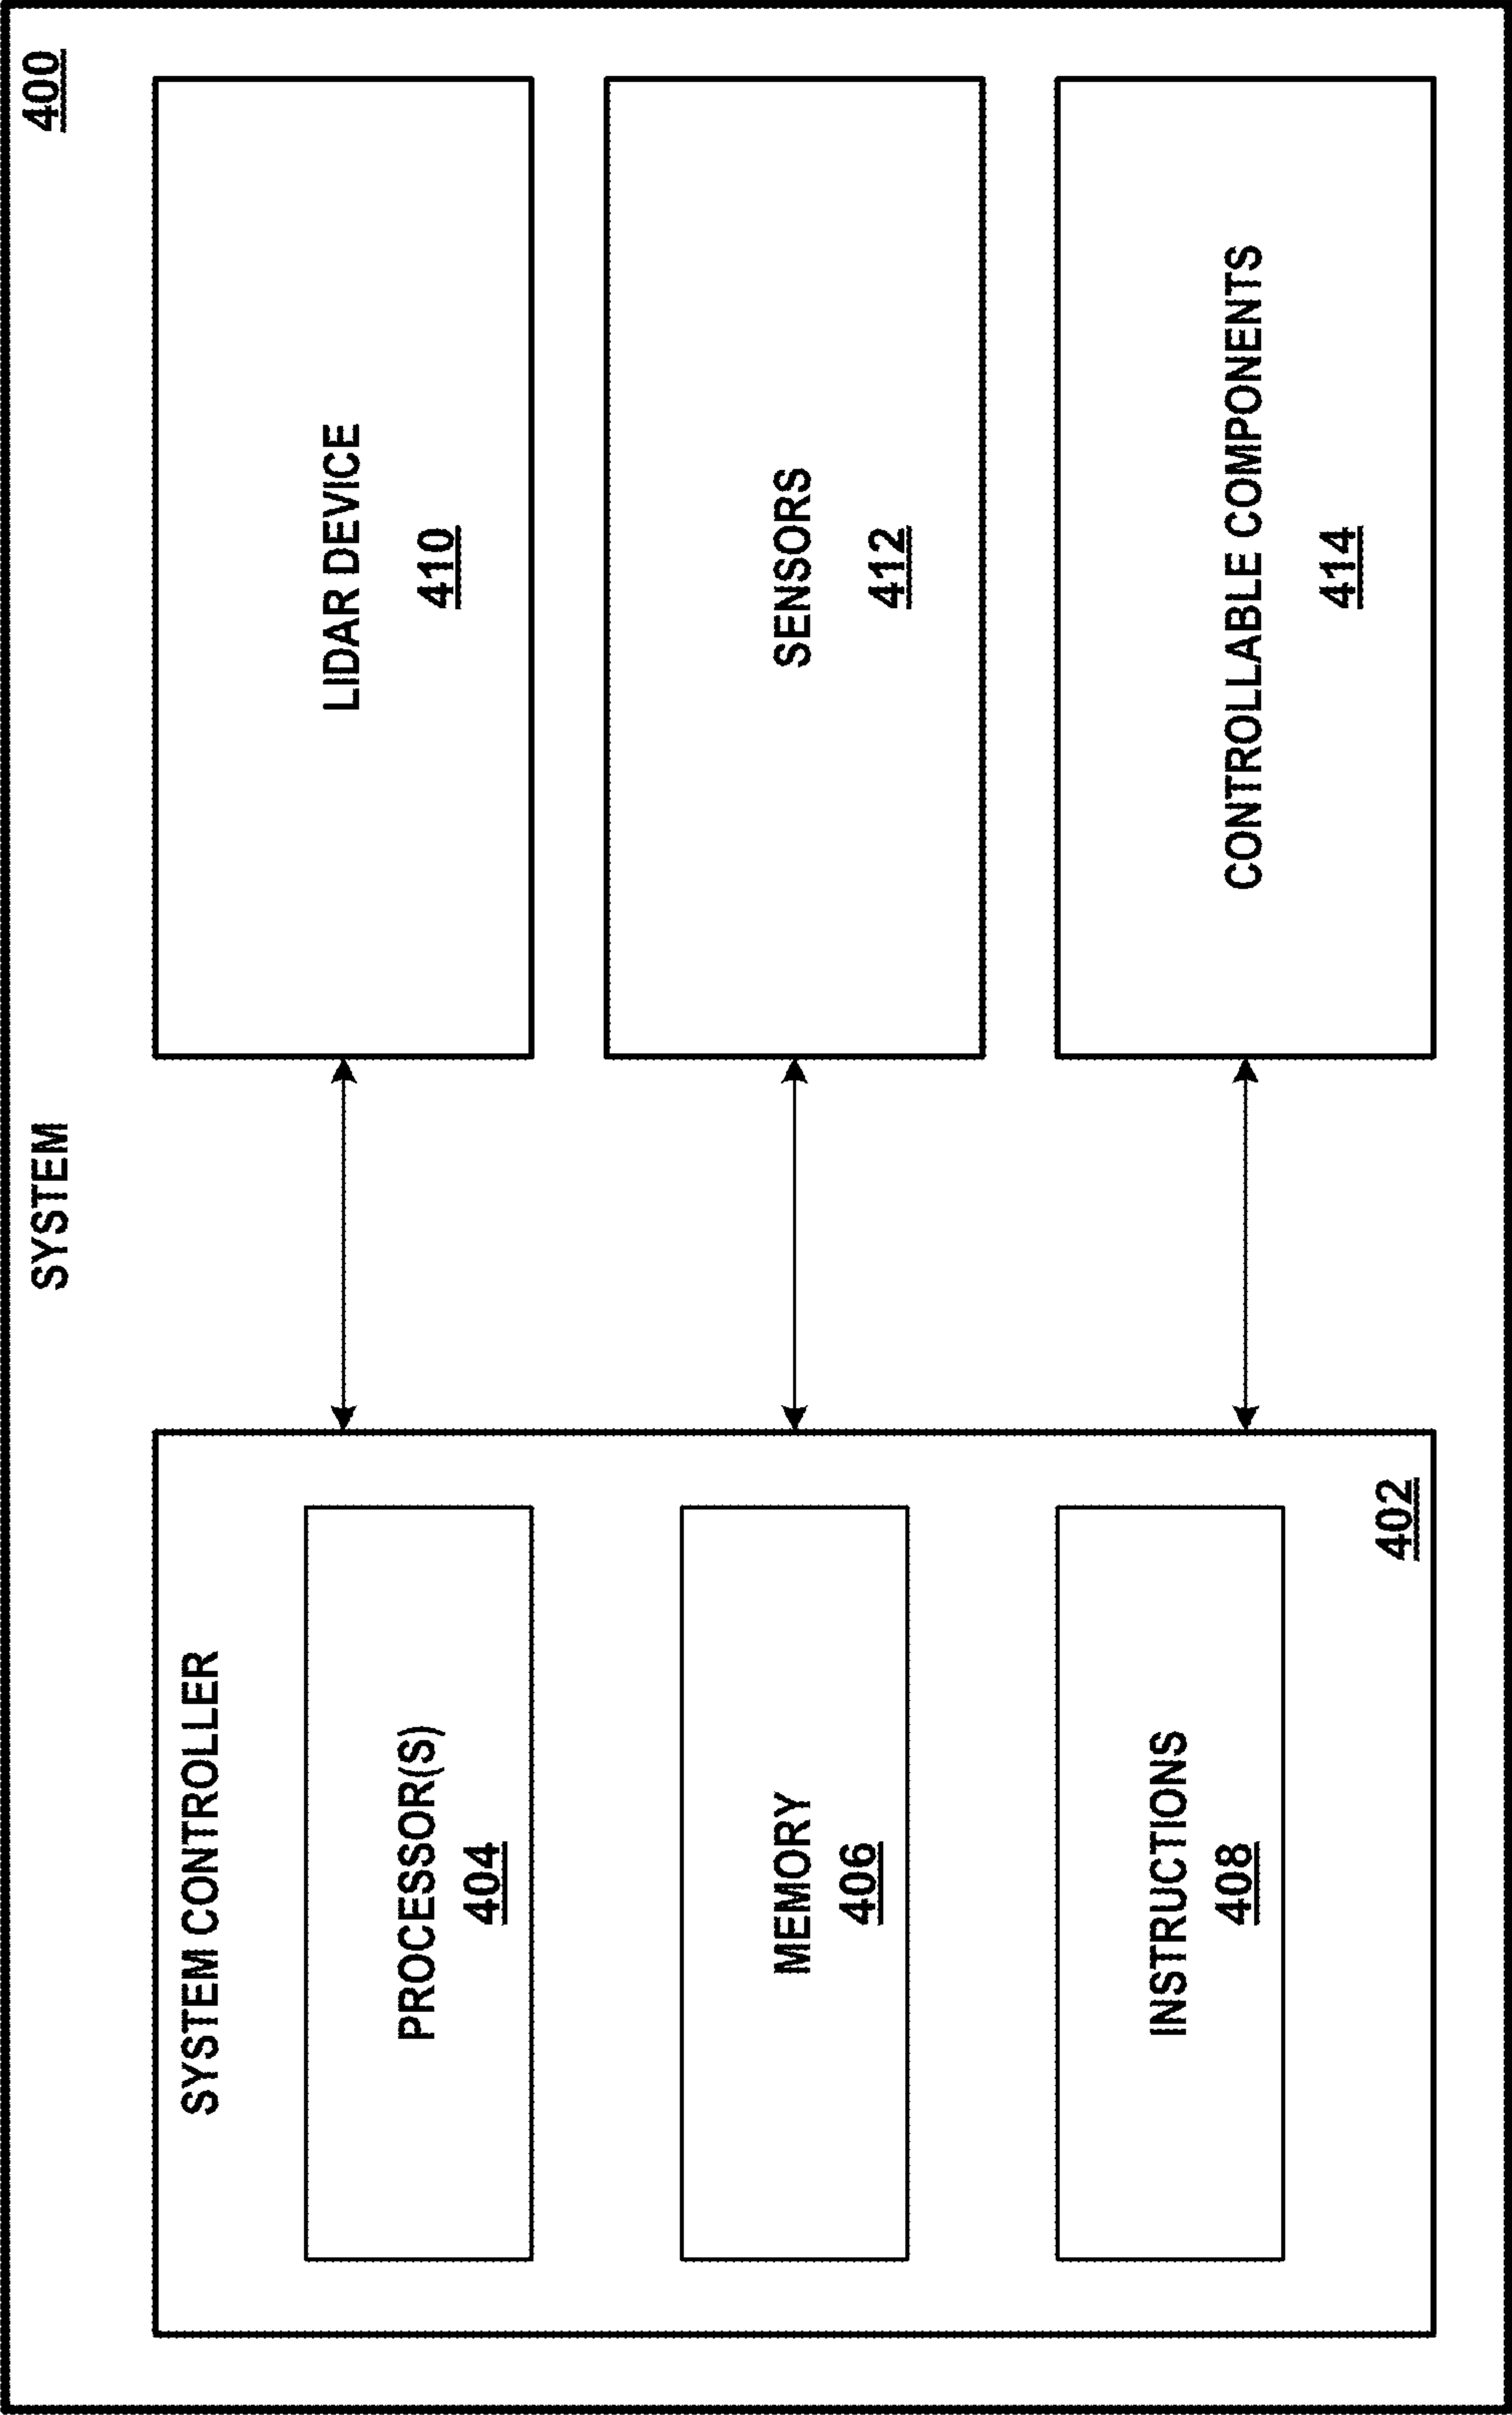 SYSTEM
400
SYSTEM CONTROLLER
PROCESSOR(S)
404
MEMORY
406
INSTRUCTIONS
408
402
LIDAR DEVICE
410
SENSORS
412
CONTROLLABLE COMPONENTS
414